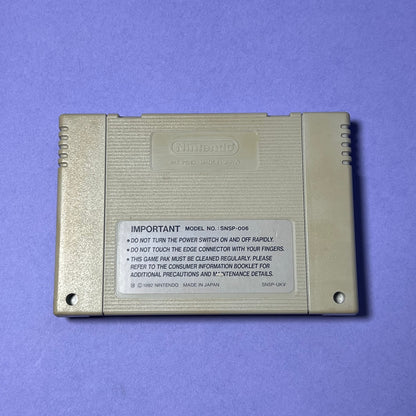 Nintendo
IMPORTANT MODEL NO. : SNSP-006
• DO NOT TURN THE POWER SWITCH ON AND OFF RAPIDLY.
• DO NOT TOUCH THE EDGE CONNECTOR WITH YOUR FINGERS.
• THIS GAME PAK MUST BE CLEANED REGULARLY. PLEASE
REFER TO THE CONSUMER INFORMATION BOOKLET FOR
ADDITIONAL PRECAUTIONS AND MAINTENANCE DETAILS.
© 1992 NINTENDO MADE IN JAPAN SNSP-UKV